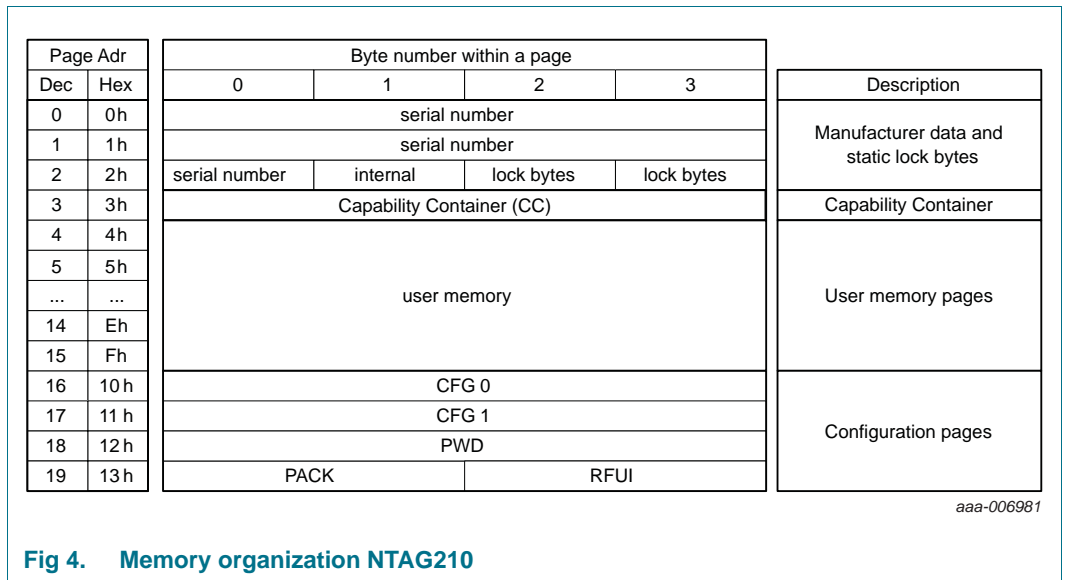 Page Adr Byte number within a page
Dec Hex 0 1 2 3 Description
0 0h serial number
Manufacturer data and
1 1h serial number
static lock bytes
2 2h serial number internal lock bytes lock bytes
3 3h Capability Container (CC) Capability Container
4 4h
5 5h
... ... user memory User memory pages
14 Eh
15 Fh
16 10h CFG 0
17 11h CFG 1
Configuration pages
18 12h PWD
19 13h PACK RFUI
aaa-006981
Fig 4. Memory organization NTAG210